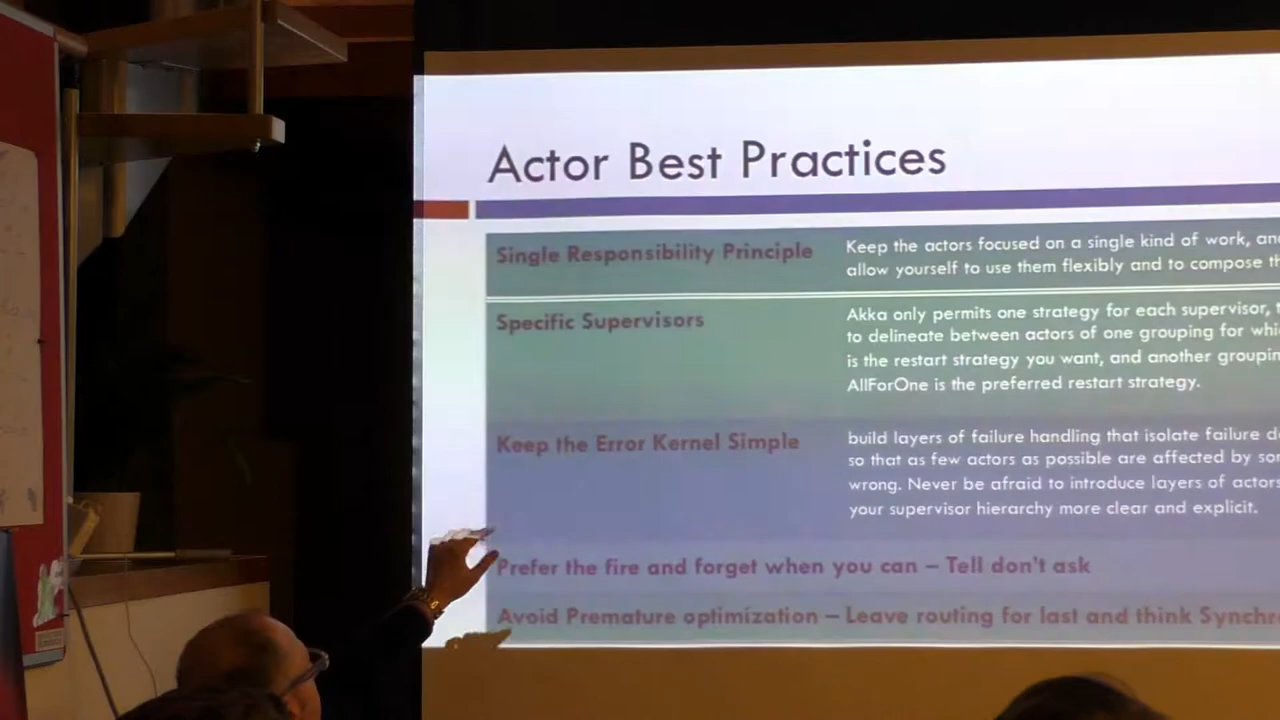 Actor Best Practices
Single Responsibility Principle
Keep the actors focused on a single kind of work, and
allow yourself to use them flexibly and to compose
Specific Supervisors
Akka only permits one strategy for each supervisor,
to delineate between actors of one grouping for
is the restart strategy you want, and another
AllForOne is the preferred restart strategy.
Keep the Error Kernel Simple
build layers of failure handling that isolate failure
so that as few actors as possible are affected by
wrong. Never be afraid to introduce layers of actors
your supervisor hierarchy more clear and explicit.
Prefer the fire and forget when you can – Tell don't ask
Avoid Premature optimization – Leave routing for last and think